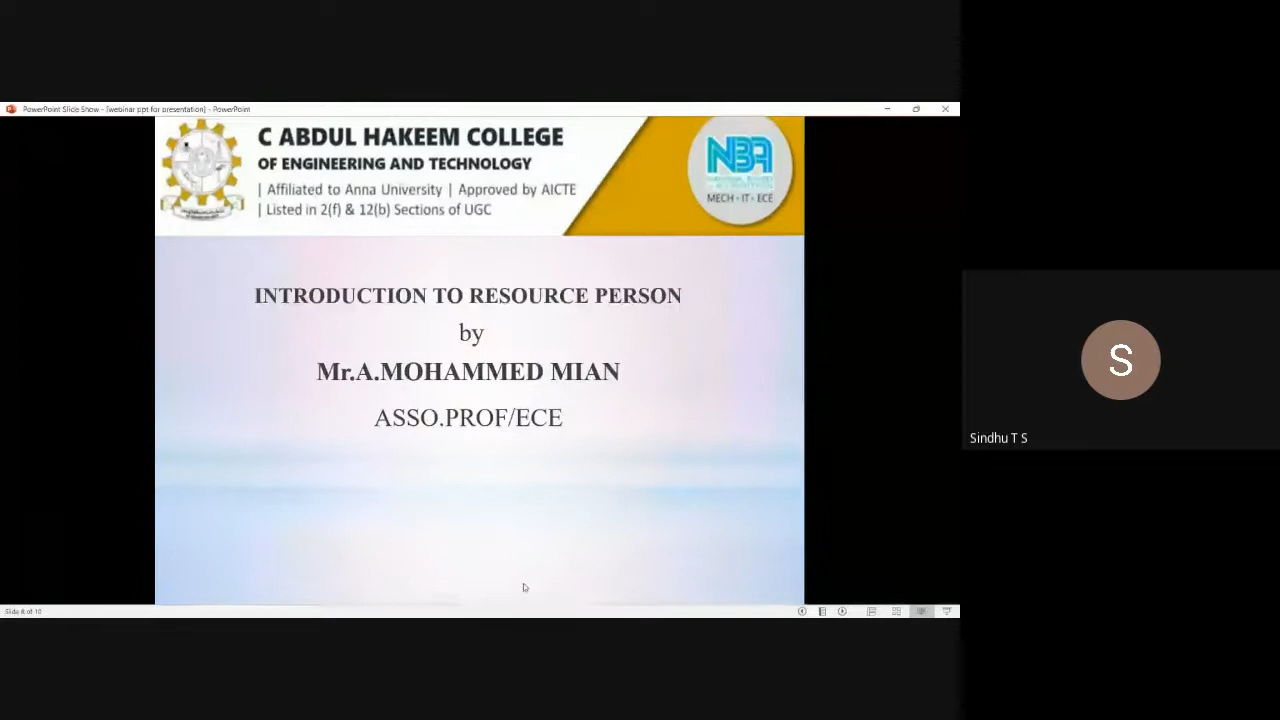 PowerPoint Slide Show - [webinar ppt for presentation] - PowerPoint
C ABDUL HAKEEM COLLEGE
OF ENGINEERING AND TECHNOLOGY
| Affiliated to Anna University | Approved by AICTE
| Listed in 2(f) & 12(b) Sections of UGC
NBA
MECH • IT • ECE
INTRODUCTION TO RESOURCE PERSON
by
Mr.A.MOHAMMED MIAN
ASSO.PROF/ECE
S
Sindhu T S